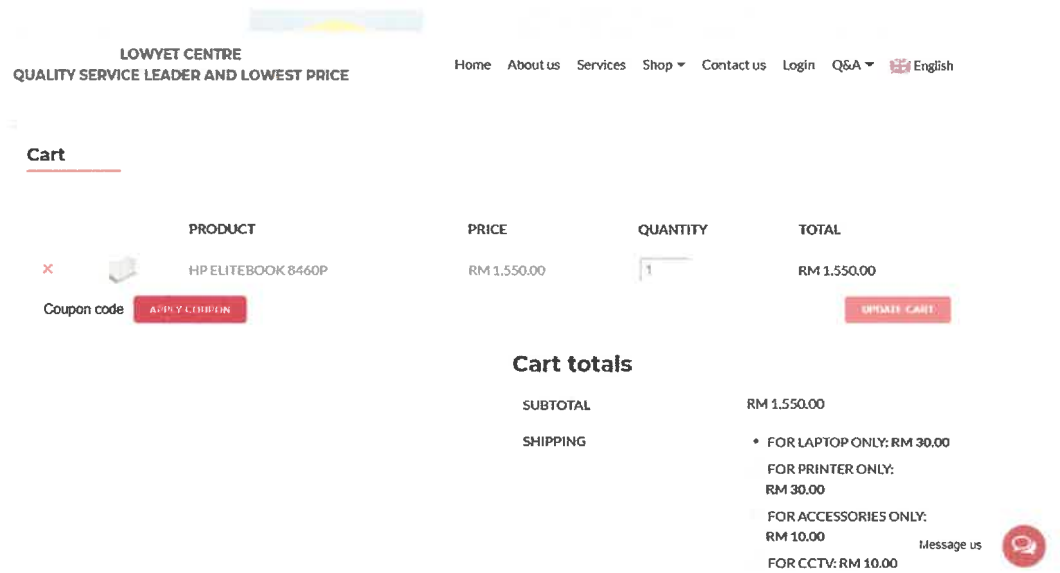 LOWYET CENTRE
QUALITY SERVICE LEADER AND LOWEST PRICE
Home About us Services Shop Contact us Login Q&A English
Cart
PRODUCT PRICE QUANTITY TOTAL
× HP ELITEBOOK 8460P RM 1,550.00 1 RM 1,550.00
Coupon code APPLY COUPON UPDATE CART
Cart totals
SUBTOTAL RM 1,550.00
SHIPPING • FOR LAPTOP ONLY: RM 30.00
FOR PRINTER ONLY:
RM 30.00
FOR ACCESSORIES ONLY:
RM 10.00
Message us
FOR CCTV: RM 10.00